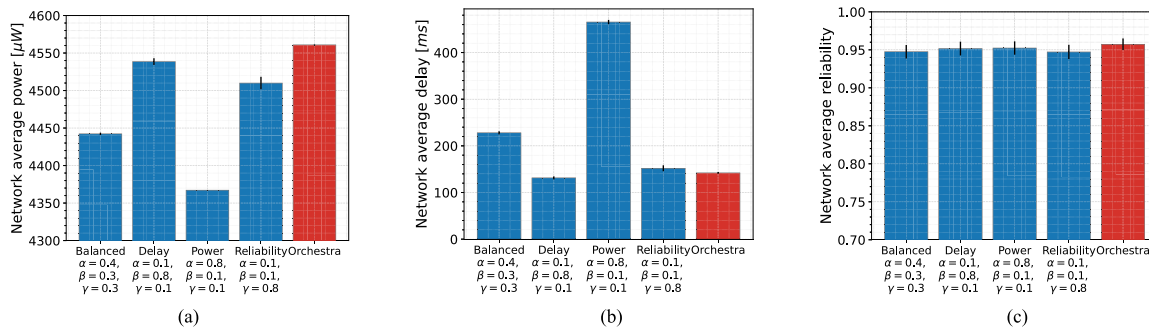 Network average power [μW]
4600
4550
4500
4450
4400
4350
4300
Balanced Delay Power Reliability Orchestra
α = 0.4, α = 0.1, α = 0.8, α = 0.1,
β = 0.3, β = 0.8, β = 0.1, β = 0.1,
γ = 0.3 γ = 0.1 γ = 0.1 γ = 0.8
(a)
Network average delay [ms]
400
300
200
100
0
Balanced Delay Power Reliability Orchestra
α = 0.4, α = 0.1, α = 0.8, α = 0.1,
β = 0.3, β = 0.8, β = 0.1, β = 0.1,
γ = 0.3 γ = 0.1 γ = 0.1 γ = 0.8
(b)
Network average reliability
1.00
0.95
0.90
0.85
0.80
0.75
0.70
Balanced Delay Power Reliability Orchestra
α = 0.4, α = 0.1, α = 0.8, α = 0.1,
β = 0.3, β = 0.8, β = 0.1, β = 0.1,
γ = 0.3 γ = 0.1 γ = 0.1 γ = 0.8
(c)